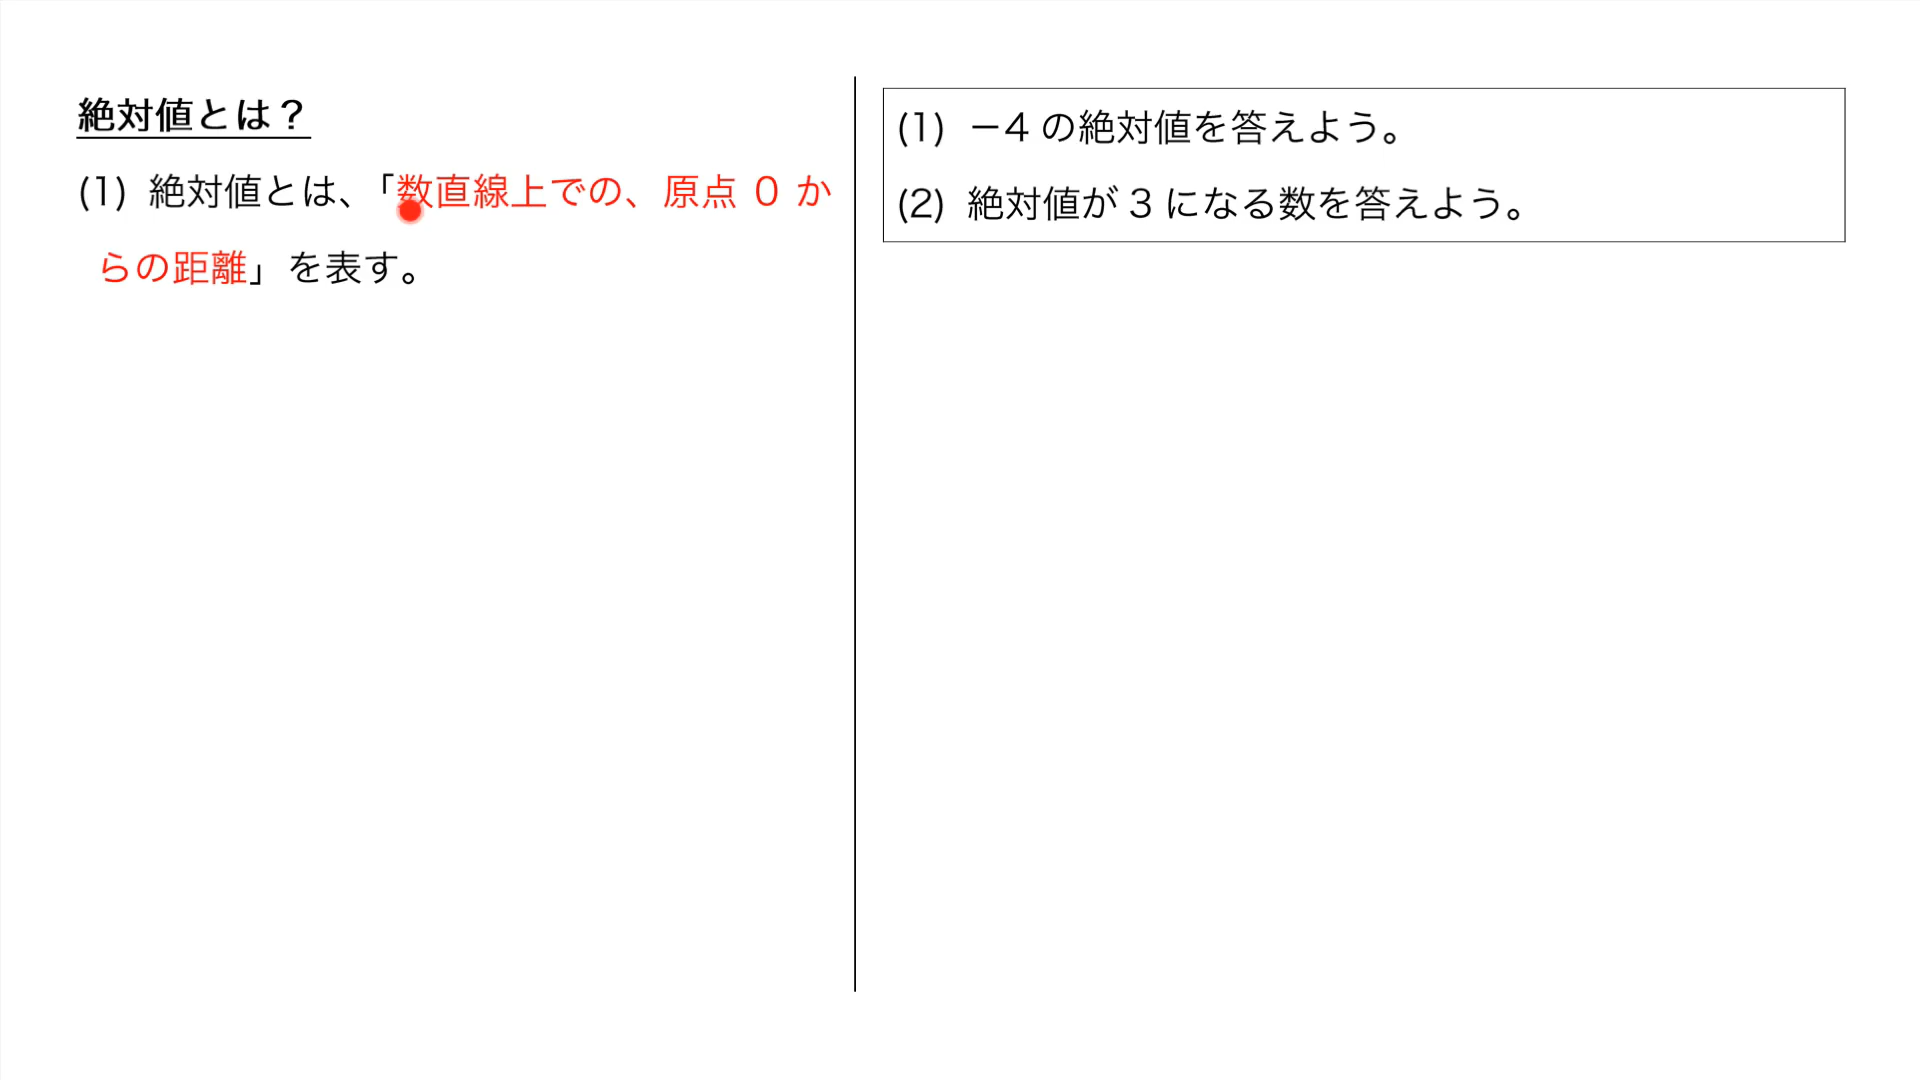 絶対値とは？
(1) 絶対値とは、「数直線上での、原点 0 か
らの距離」を表す。
(1) −4 の絶対値を答えよう。
(2) 絶対値が 3 になる数を答えよう。